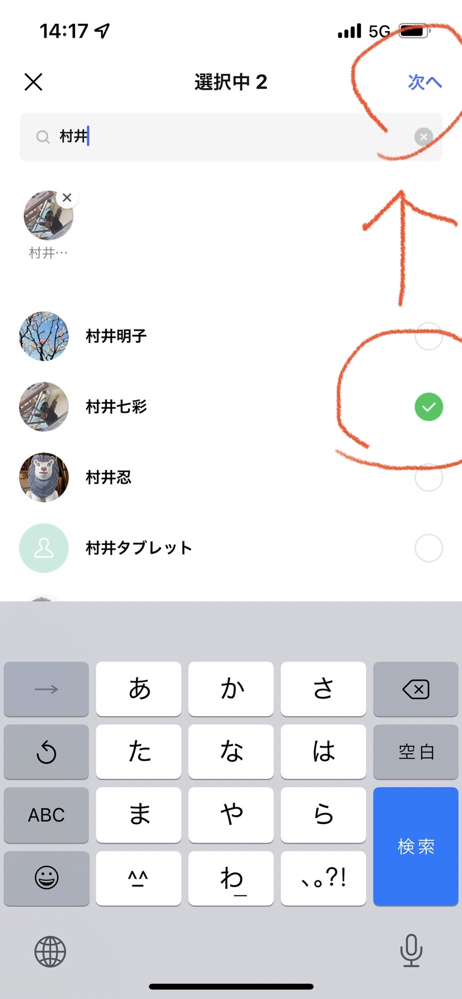 14:17
5G
選択中 2
次へ
村井
村井…
村井明子
村井七彩
村井忍
村井タブレット
→ あ か さ
た な は 空白
ABC ま や ら
検索
^^ わ_ 、。?!